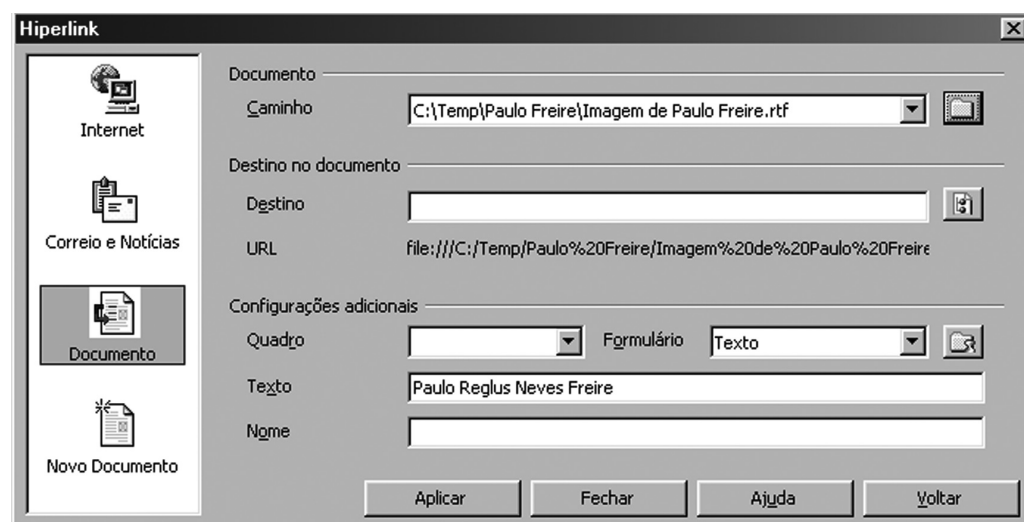 Hiperlink
Internet
Correio e Notícias
Documento
Novo Documento
Documento
Caminho C:\Temp\Paulo Freire\Imagem de Paulo Freire.rtf
Destino no documento
Destino
URL file:///C:/Temp/Paulo%20Freire/Imagem%20de%20Paulo%20Freire
Configurações adicionais
Quadro Formulário Texto
Texto Paulo Reglus Neves Freire
Nome
Aplicar Fechar Ajuda Voltar